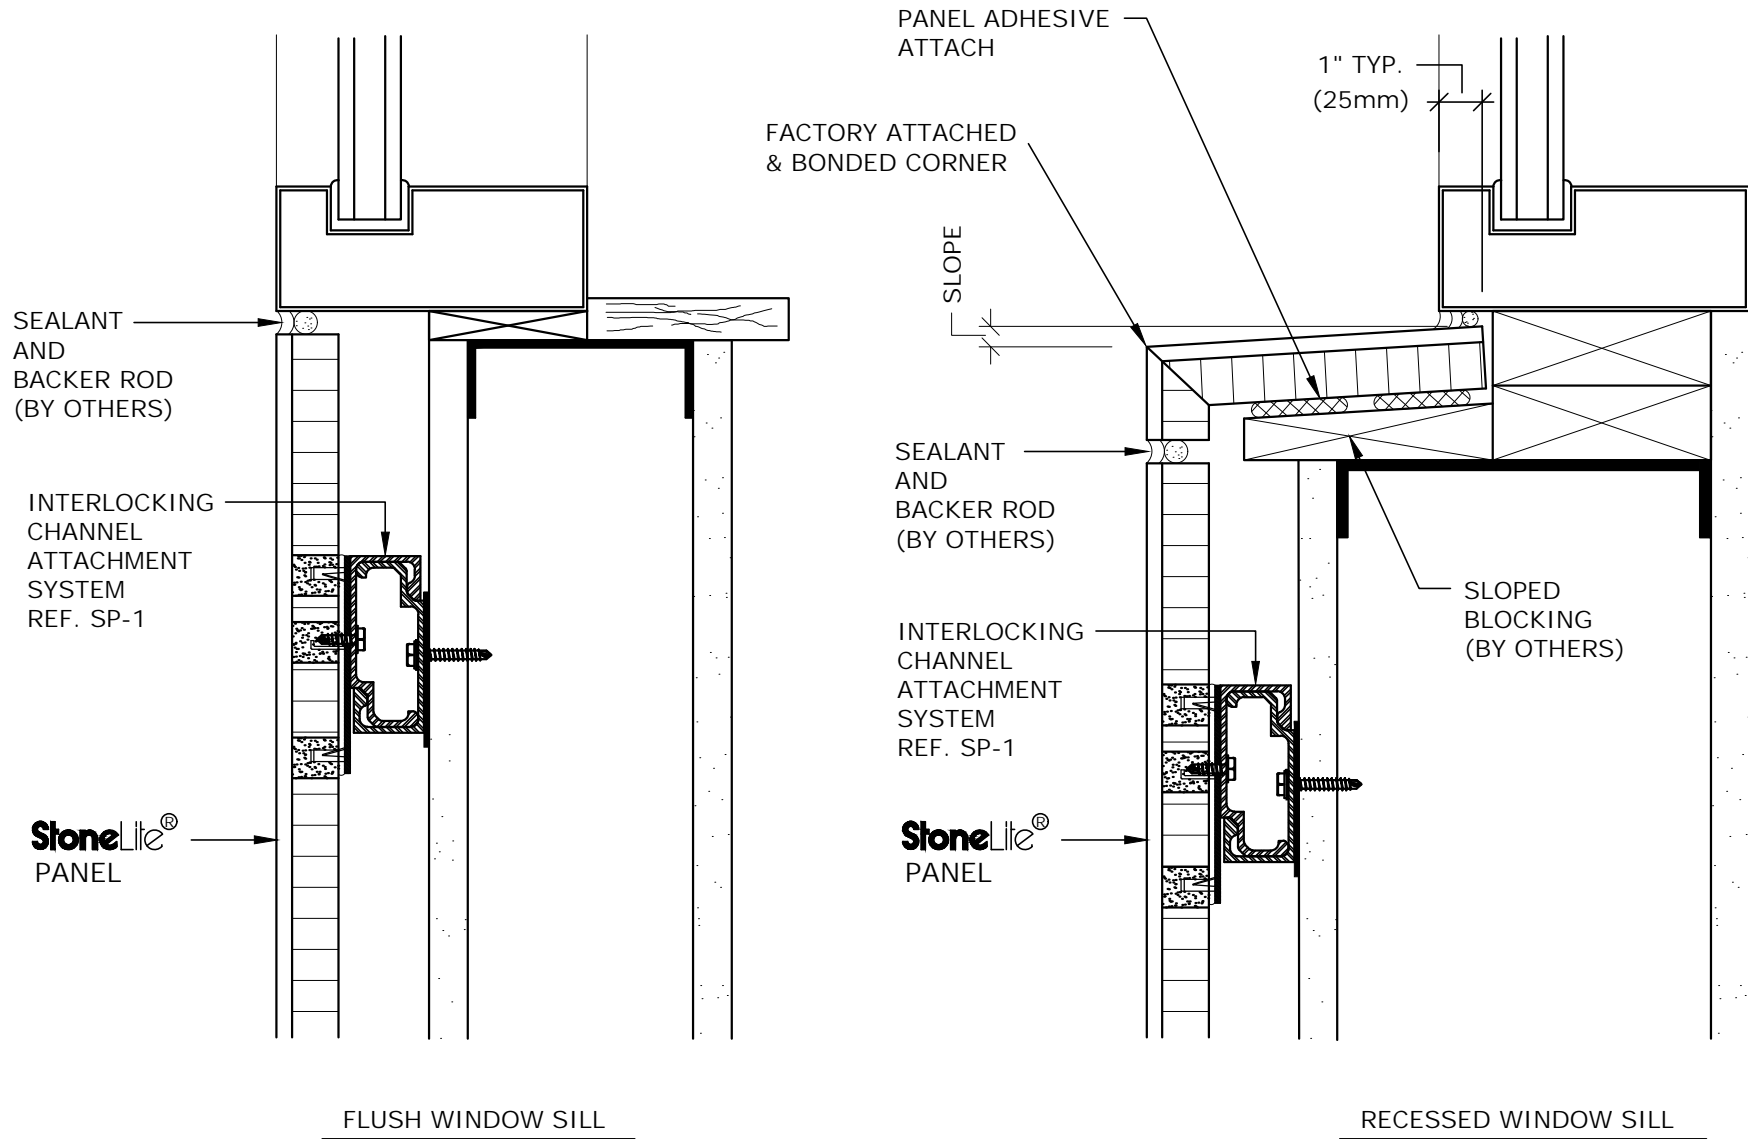 SEALANT
AND
BACKER ROD
(BY OTHERS)
INTERLOCKING
CHANNEL
ATTACHMENT
SYSTEM
REF. SP-1
StoneLite®
PANEL
FLUSH WINDOW SILL
PANEL ADHESIVE
ATTACH
1" TYP.
(25mm)
FACTORY ATTACHED
& BONDED CORNER
SLOPE
SEALANT
AND
BACKER ROD
(BY OTHERS)
SLOPED
BLOCKING
(BY OTHERS)
INTERLOCKING
CHANNEL
ATTACHMENT
SYSTEM
REF. SP-1
StoneLite®
PANEL
RECESSED WINDOW SILL